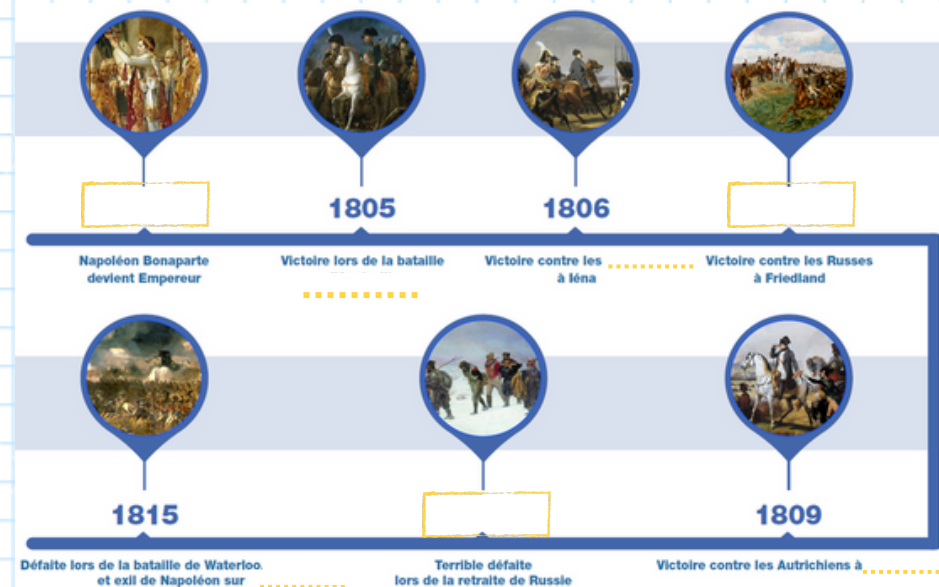 1805
1806
Napoléon Bonaparte
devient Empereur
Victoire lors de la bataille
Victoire contre les ..............
à Iéna
Victoire contre les Russes
à Friedland
1815
1809
Défaite lors de la bataille de Waterloo.
et exil de Napoléon sur
Terrible défaite
lors de la retraite de Russie
Victoire contre les Autrichiens à